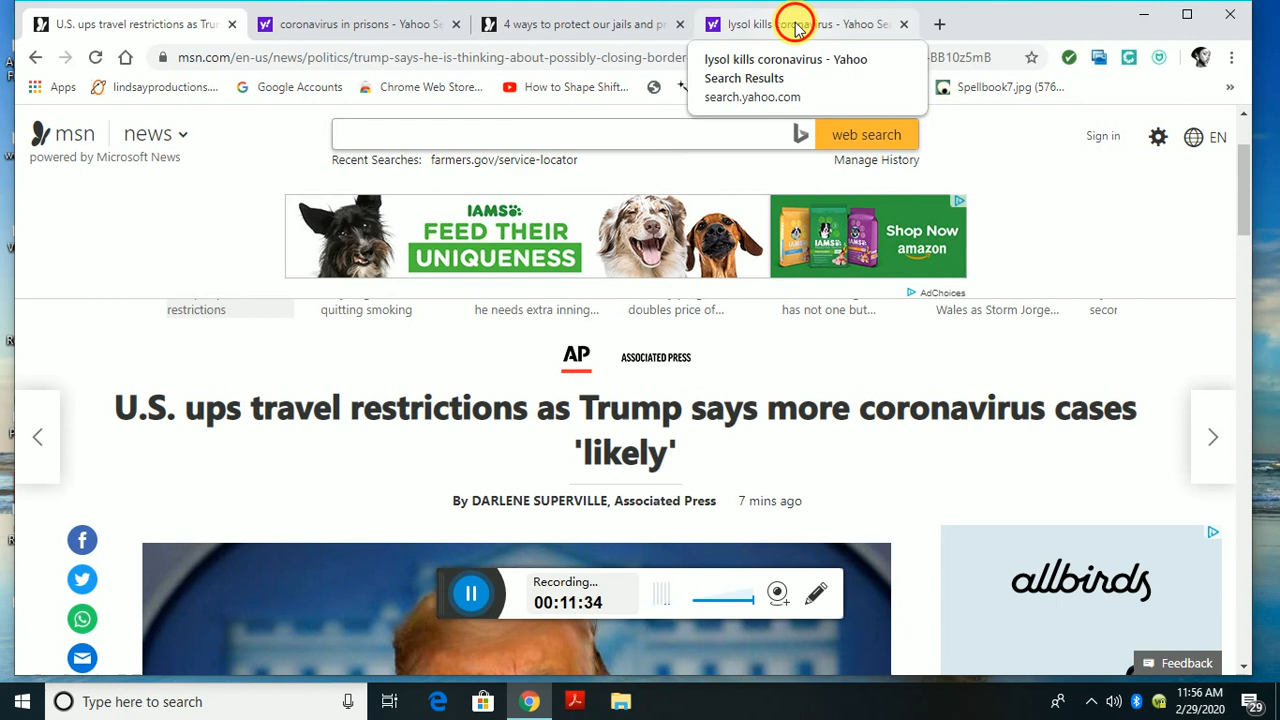 U.S. ups travel restrictions as Tru
coronavirus in prisons - Yahoo Se
4 ways to protect our jails and pr
lysol kills coronavirus - Yahoo Sea
msn.com/en-us/news/politics/trump-says-he-is-thinking-about-possibly-closing-border
-BB10z5mB
lysol kills coronavirus - Yahoo
Search Results
search.yahoo.com
Apps
lindsayproductions....
Google Accounts
Chrome Web Store...
How to Shape Shift...
Spellbook7.jpg (576...
msn
news
powered by Microsoft News
web search
Sign in
EN
Recent Searches:
farmers.gov/service-locator
Manage History
IAMS
FEED THEIR
UNIQUENESS
Shop Now
amazon
AdChoices
restrictions
quitting smoking
he needs extra inning...
doubles price of...
has not one but...
Wales as Storm Jorge...
secor
AP
ASSOCIATED PRESS
U.S. ups travel restrictions as Trump says more coronavirus cases
'likely'
By DARLENE SUPERVILLE, Associated Press
7 mins ago
allbirds
Recording...
00:11:34
Feedback
Type here to search
11:56 AM
2/29/2020
29